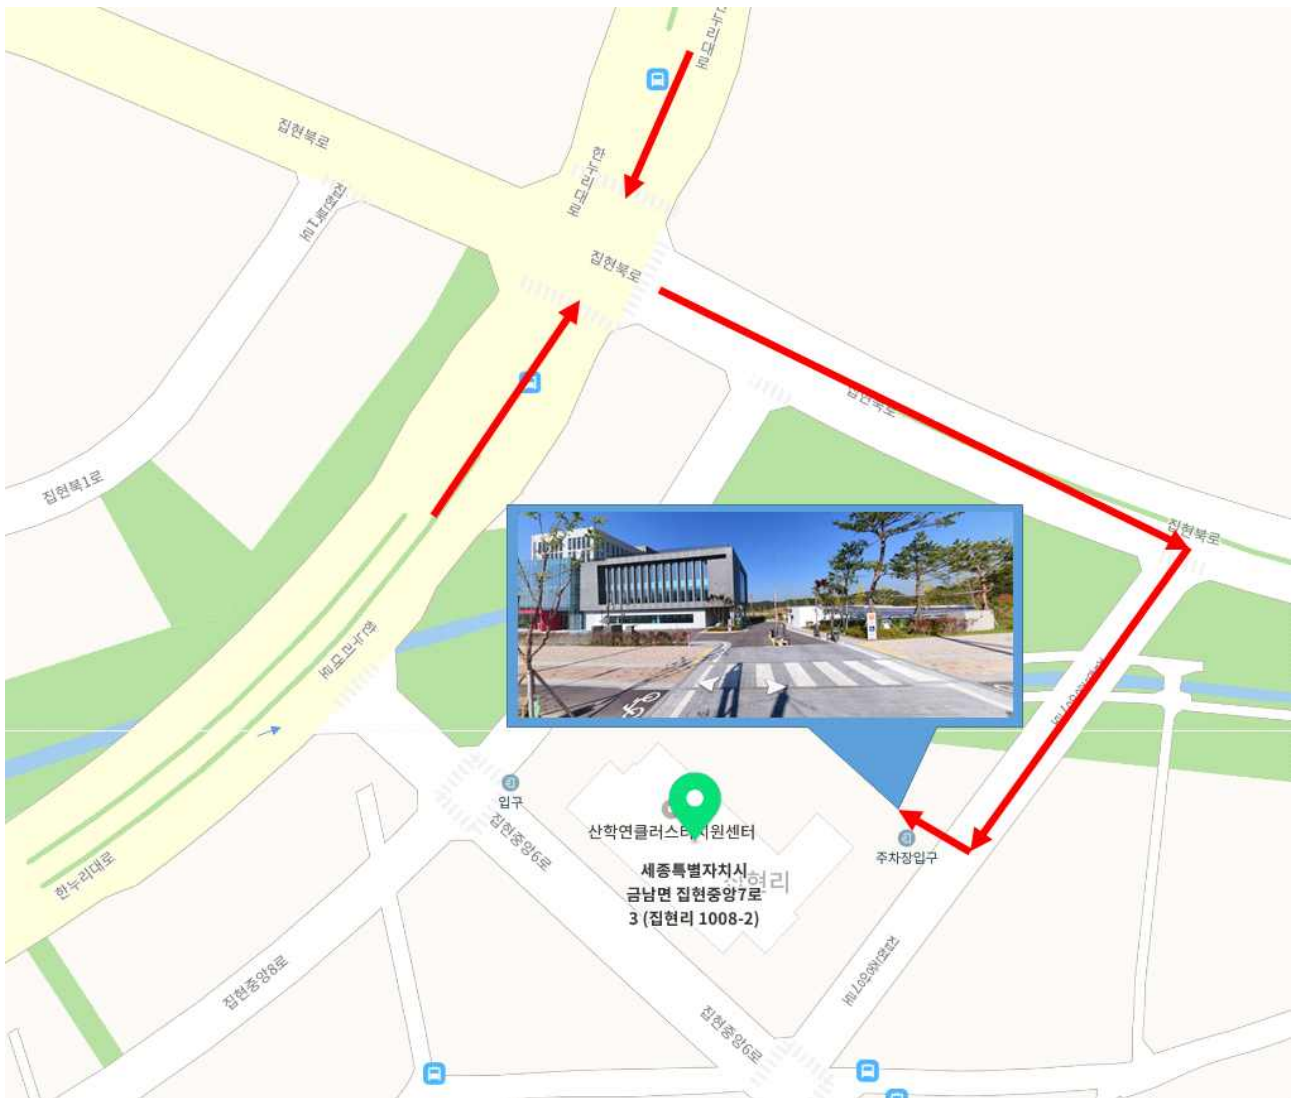 한누리대로
집현북로
한누리대로
집현북1로
집현북로
집현북로
집현북1로
집현북로
한누리대로
집현중앙7로
입구
산학연클러스터지원센터
집현중앙6로
주차장입구
한누리대로
세종특별자치시
집현리
금남면 집현중앙7로
3 (집현리 1008-2)
집현중앙7로
집현중앙8로
집현중앙6로